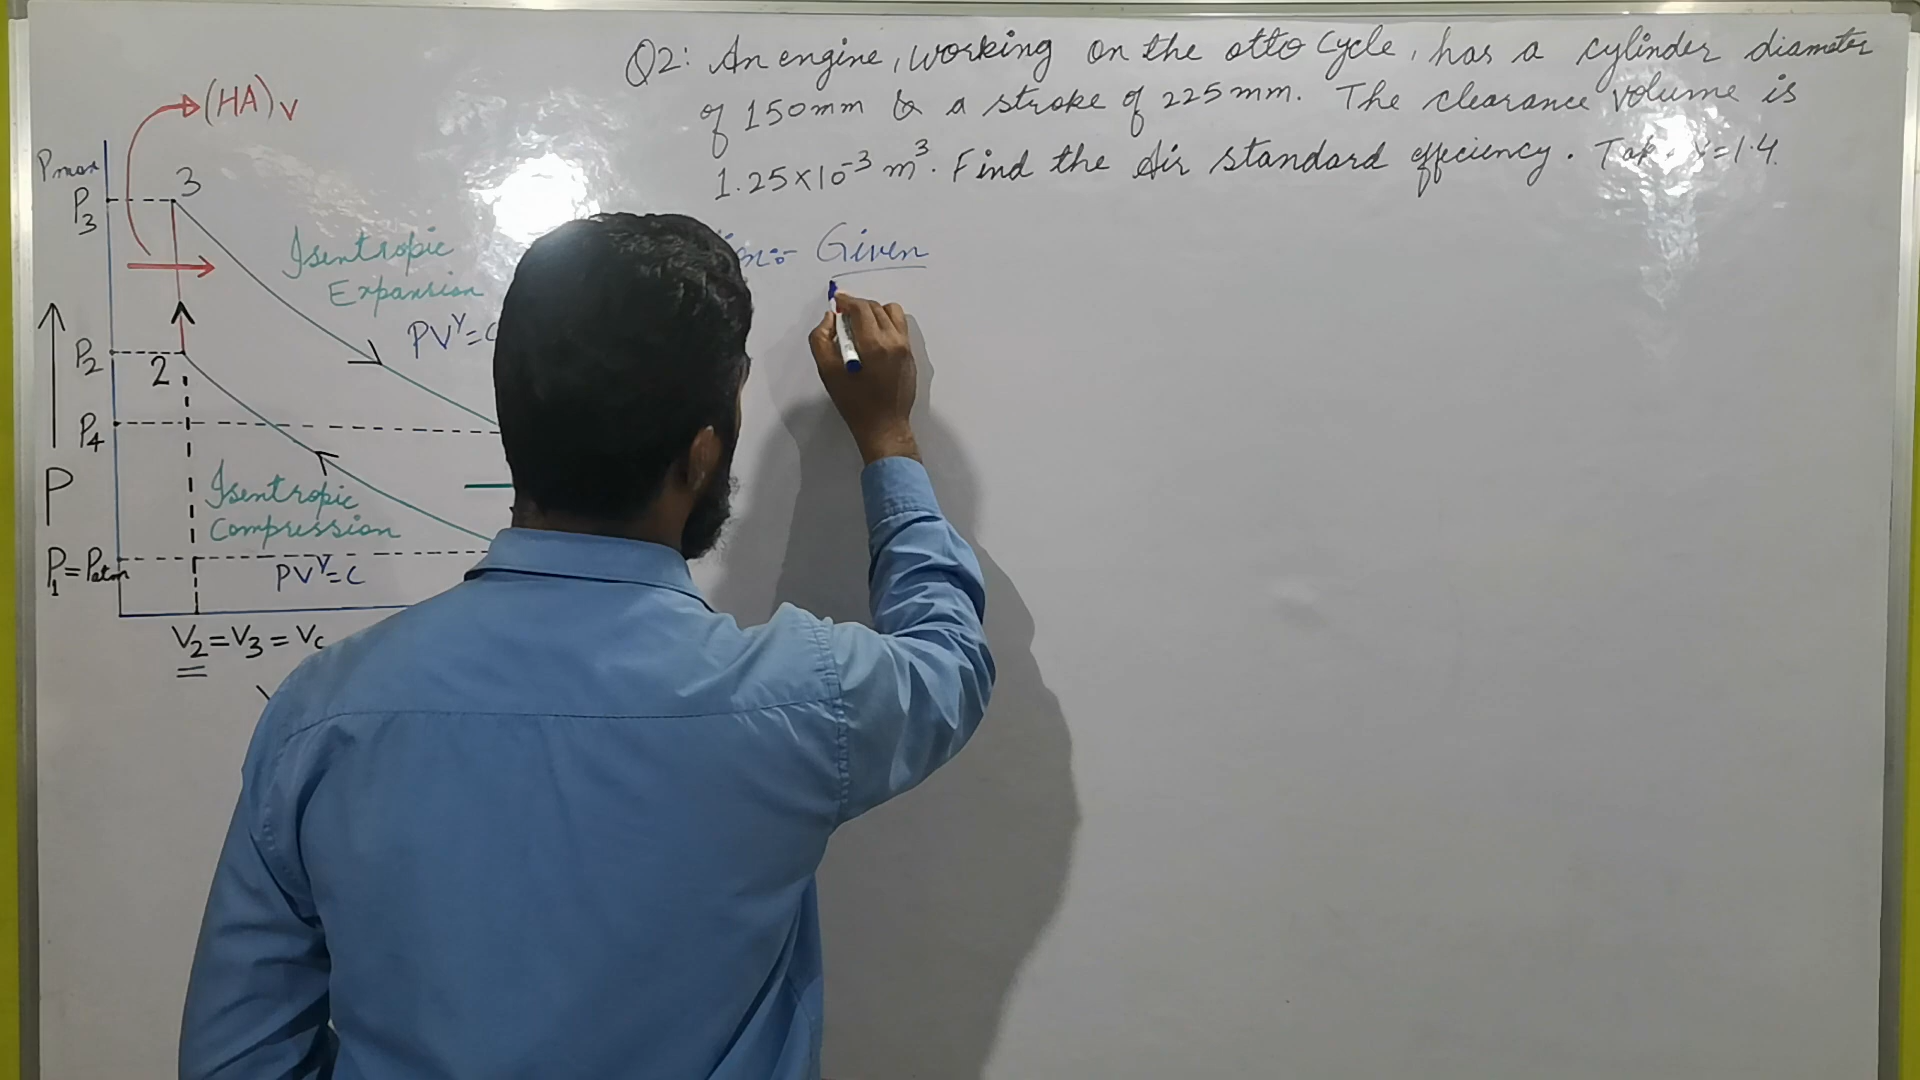 Q2: An engine, working on the otto Cycle, has a cylinder diameter
of 150mm & a stroke of 225mm. The clearance volume is
1.25×10⁻³ m³. Find the Air standard efficiency. γ=1.4.
Given
(HA)v
Pmax
P3
3
Isentropic
Expansion
PVᵞ=C
P2
2
P4
P
Isentropic
Compression
P1=Patm
PVᵞ=C
V2=V3=Vc